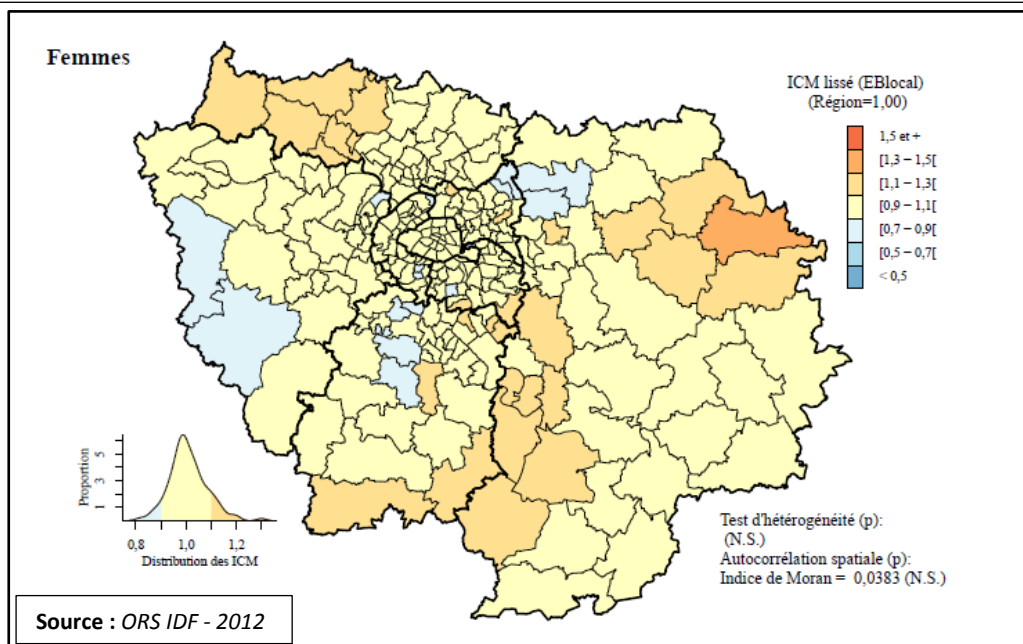 Femmes
ICM lissé (EBlocal)
(Région=1,00)
1,5 et +
[1,3 – 1,5[
[1,1 – 1,3[
[0,9 – 1,1[
[0,7 – 0,9[
[0,5 – 0,7[
< 0,5
Proportion
5
3
1
0,8 1,0 1,2
Distribution des ICM
Test d'hétérogénéité (p):
(N.S.)
Autocorrélation spatiale (p):
Indice de Moran = 0,0383 (N.S.)
Source : ORS IDF - 2012